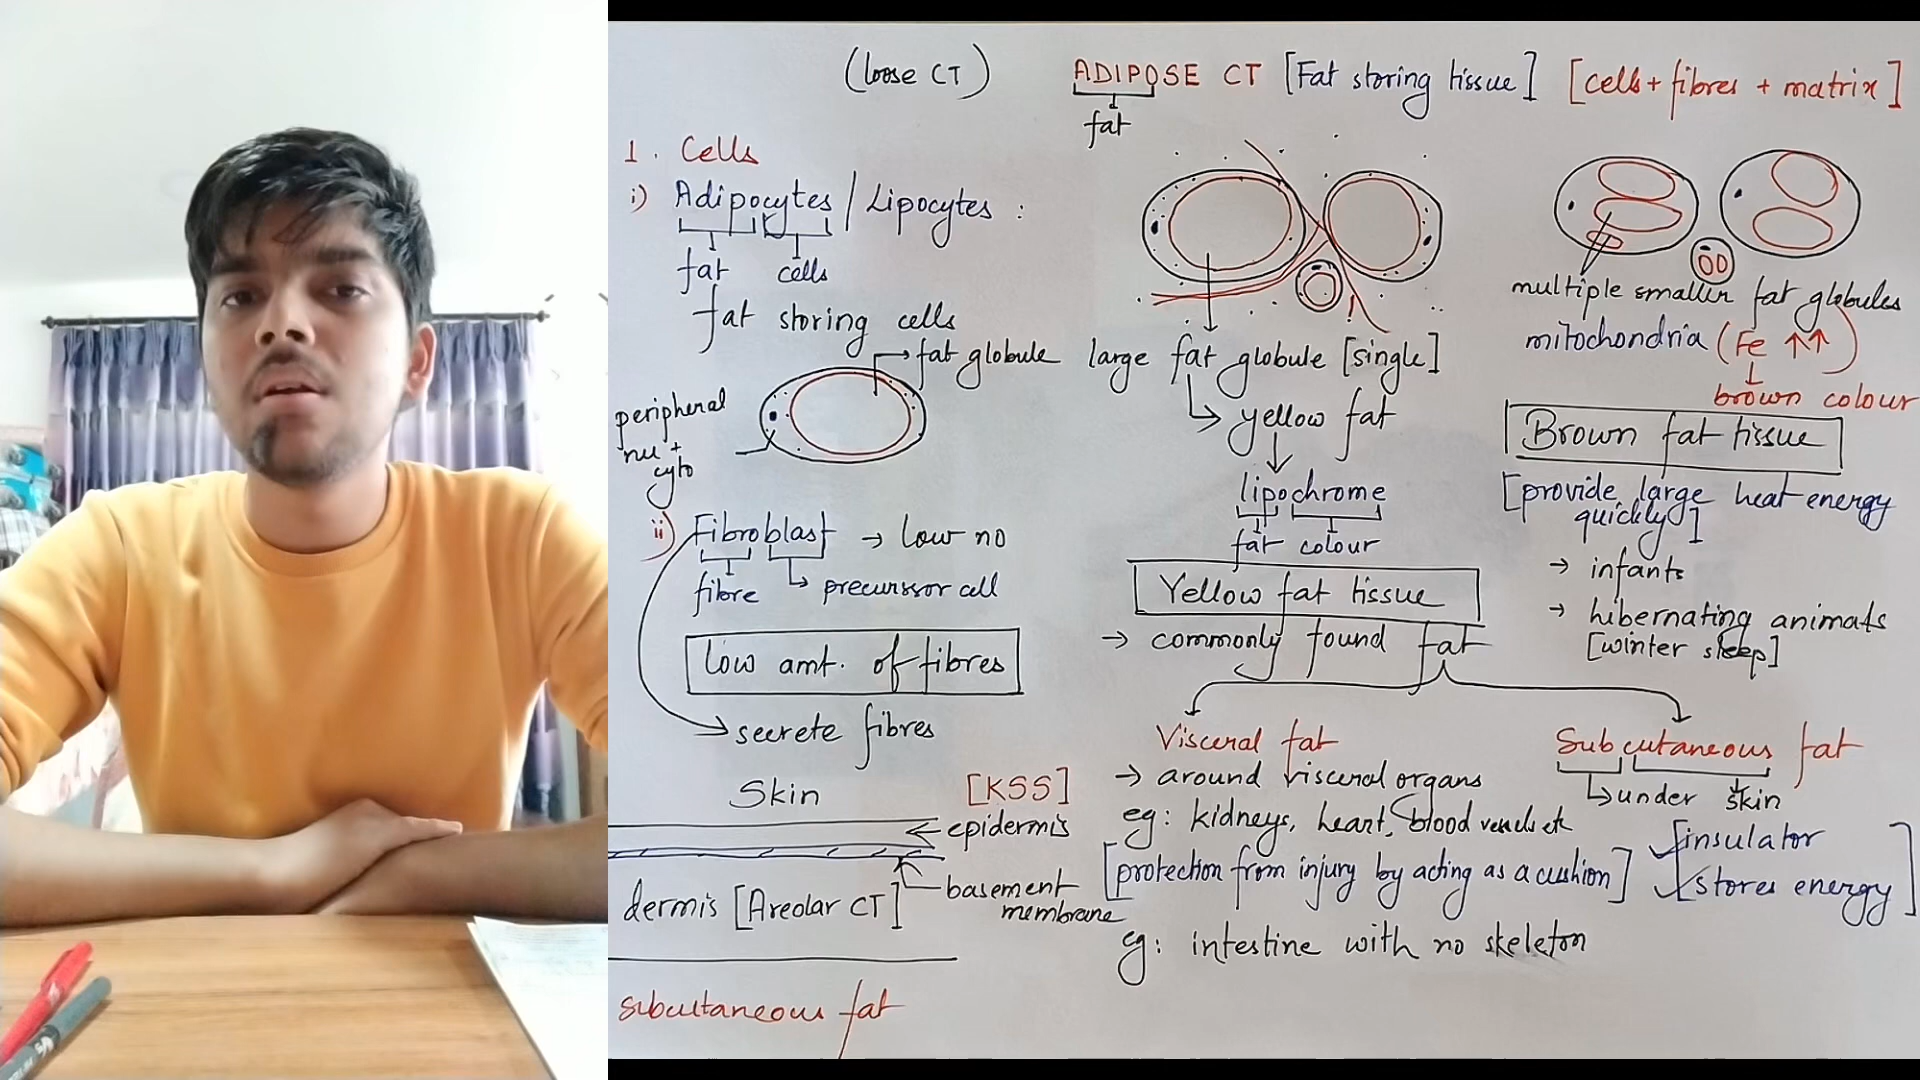 (loose CT) ADIPOSE CT [Fat storing tissue] [cells + fibres + matrix]
fat
1. Cells
i) Adipocytes / Lipocytes :
fat cells
fat storing cells
fat globule
peripheral
nu +
cyto
ii) Fibroblast → low no
fibre precurssor cell
low amt. of fibres
secrete fibres
Skin [KSS]
epidermis
basement
membrane
dermis [Areolar CT]
subcutaneous fat
large fat globule [single]
yellow fat
lipochrome
fat colour
Yellow fat tissue
→ commonly found fat
Visceral fat
→ around visceral organs
eg: kidneys, heart, blood vessels etc
[protection from injury by acting as a cushion]
eg: intestine with no skeleton
multiple smaller fat globules
mitochondria (Fe ↑↑)
brown colour
Brown fat tissue
[provide large heat energy
quickly]
→ infants
→ hibernating animals
[winter sleep]
Subcutaneous fat
under skin
[insulator
stores energy]